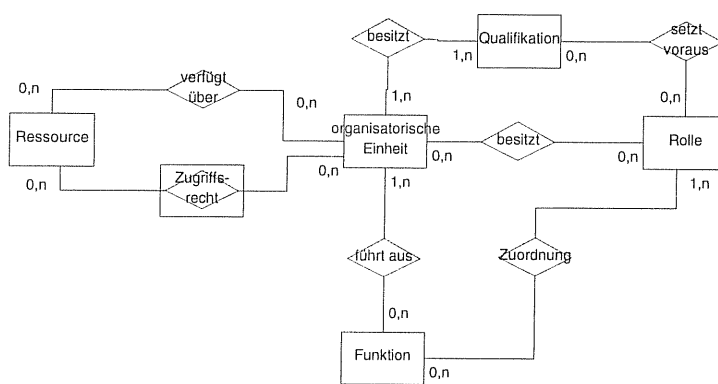 besitzt
Qualifikation
setzt
voraus
1,n
0,n
0,n
verfügt
über
0,n
0,n
1,n
Ressource
organisatorische
Einheit
besitzt
Rolle
0,n
0,n
0,n
0,n
Zugriffs-
recht
1,n
1,n
führt aus
Zuordnung
0,n
Funktion
0,n